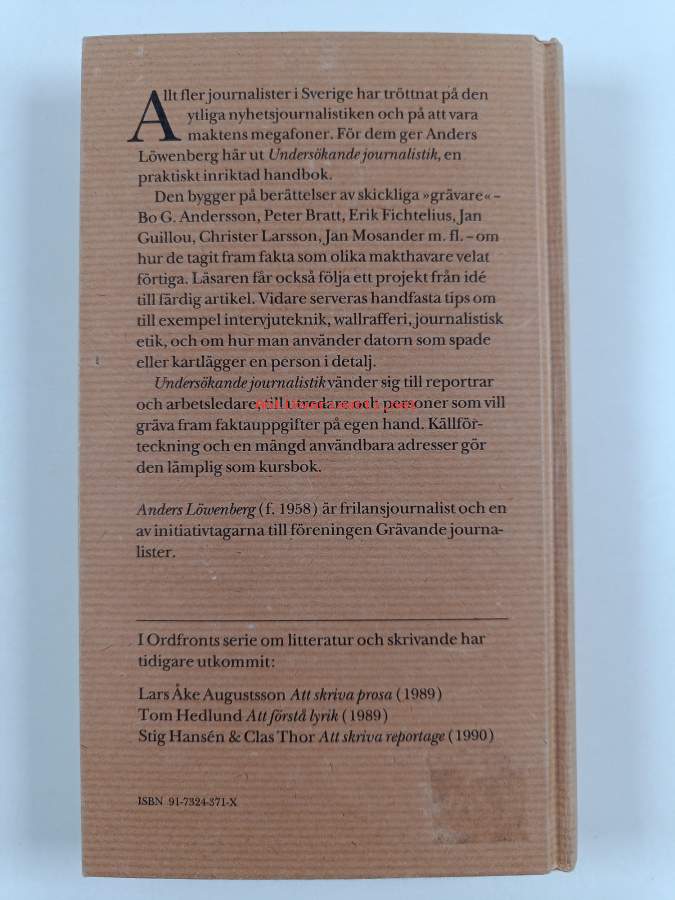 Allt fler journalister i Sverige har tröttnat på den
ytliga nyhetsjournalistiken och på att vara
maktens megafoner. För dem ger Anders
Löwenberg här ut Undersökande journalistik, en
praktiskt inriktad handbok.
Den bygger på berättelser av skickliga »grävare« –
Bo G. Andersson, Peter Bratt, Erik Fichtelius, Jan
Guillou, Christer Larsson, Jan Mosander m. fl. – om
hur de tagit fram fakta som olika makthavare velat
förtiga. Läsaren får också följa ett projekt från idé
till färdig artikel. Vidare serveras handfasta tips om
till exempel intervjuteknik, wallrafferi, journalistisk
etik, och om hur man använder datorn som spade
eller kartlägger en person i detalj.
Undersökande journalistik vänder sig till reportrar
och arbetsledare, till utredare och personer som vill
gräva fram faktauppgifter på egen hand. Källför-
teckning och en mängd användbara adresser gör
den lämplig som kursbok.
Anders Löwenberg (f. 1958) är frilansjournalist och en
av initiativtagarna till föreningen Grävande journa-
lister.
I Ordfronts serie om litteratur och skrivande har
tidigare utkommit:
Lars Åke Augustsson Att skriva prosa (1989)
Tom Hedlund Att förstå lyrik (1989)
Stig Hansén & Clas Thor Att skriva reportage (1990)
ISBN 91-7324-371-X